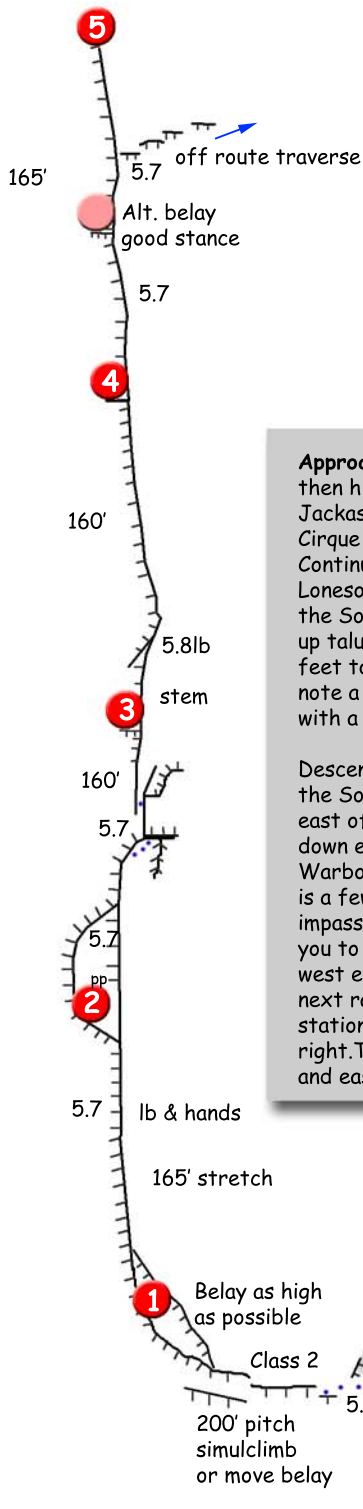 5
165'
5.7
off route traverse
Alt. belay
good stance
5.7
4
160'
5.8lb
stem
3
160'
5.7
5.7
pp
2
5.7
lb & hands
165' stretch
1
Belay as high
as possible
Class 2
5.
200' pitch
simulclimb
or move belay
Approa
then h
Jackas
Cirque
Continu
Loneso
the So
up talu
feet to
note a
with a
Descen
the So
east of
down e
Warbo
is a few
impass
you to
west e
next ra
station
right.T
and eas